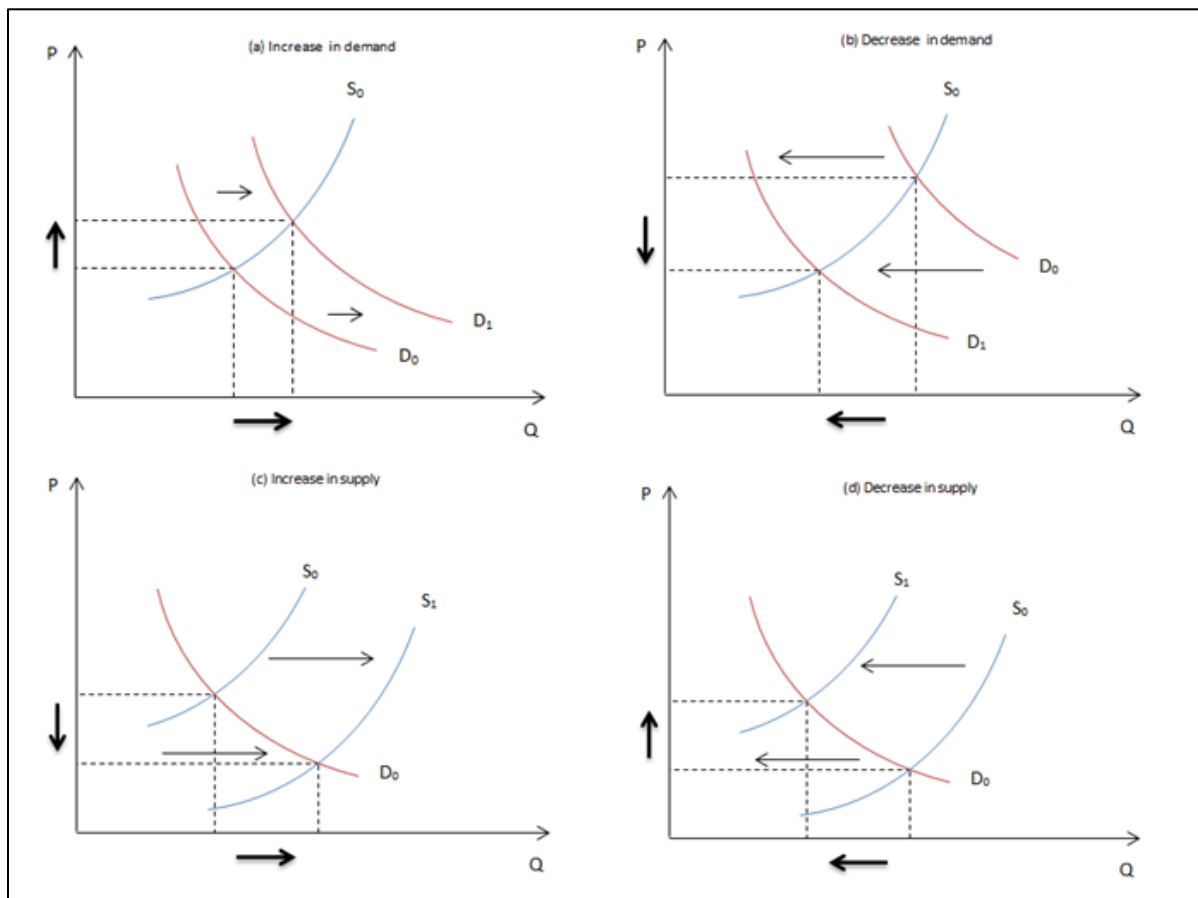 (a) Increase in demand
P
S₀
D₁
D₀
Q
(b) Decrease in demand
P
S₀
D₀
D₁
Q
(c) Increase in supply
P
S₀
S₁
D₀
Q
(d) Decrease in supply
P
S₁
S₀
D₀
Q